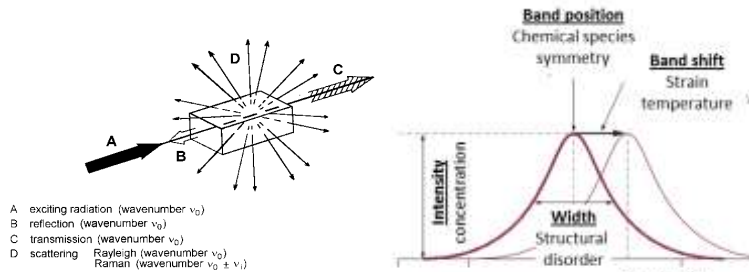 D
C
A
B
A exciting radiation (wavenumber ν₀)
B reflection (wavenumber ν₀)
C transmission (wavenumber ν₀)
D scattering Rayleigh (wavenumber ν₀)
Raman (wavenumber ν₀ ± νᵢ)
Band position
Chemical species
symmetry
Band shift
Strain
temperature
Intensity
concentration
Width
Structural
disorder